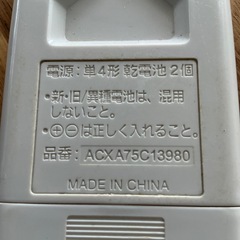 電源：単4形 乾電池2個
・新・旧/異種電池は、混用
しないこと。
・⊕⊖は正しく入れること。
品番： ACXA75C13980
MADE IN CHINA